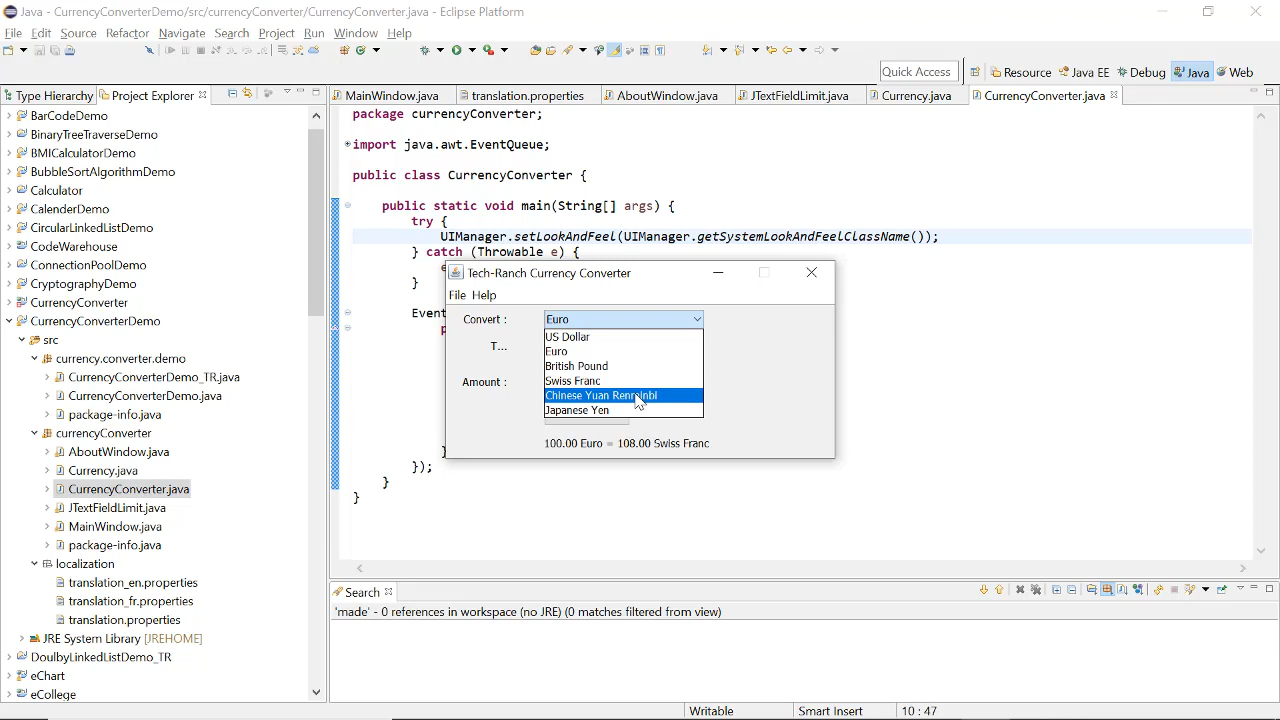 Java - CurrencyConverterDemo/src/currencyConverter/CurrencyConverter.java - Eclipse Platform
File Edit Source Refactor Navigate Search Project Run Window Help
Quick Access
Resource Java EE Debug Java Web
Type Hierarchy Project Explorer
MainWindow.java translation.properties AboutWindow.java JTextFieldLimit.java Currency.java CurrencyConverter.java
BarCodeDemo
BinaryTreeTraverseDemo
BMICalculatorDemo
BubbleSortAlgorithmDemo
Calculator
CalenderDemo
CircularLinkedListDemo
CodeWarehouse
ConnectionPoolDemo
CryptographyDemo
CurrencyConverter
CurrencyConverterDemo
src
currency.converter.demo
CurrencyConverterDemo_TR.java
CurrencyConverterDemo.java
package-info.java
currencyConverter
AboutWindow.java
Currency.java
CurrencyConverter.java
JTextFieldLimit.java
MainWindow.java
package-info.java
localization
translation_en.properties
translation_fr.properties
translation.properties
JRE System Library [JREHOME]
DoulbyLinkedListDemo_TR
eChart
eCollege
package currencyConverter;
import java.awt.EventQueue;
public class CurrencyConverter {
public static void main(String[] args) {
try {
UIManager.setLookAndFeel(UIManager.getSystemLookAndFeelClassName());
} catch (Throwable e) {
e
}
Event
p
}
});
}
}
Tech-Ranch Currency Converter
File Help
Convert : Euro
T...
Amount :
US Dollar
Euro
British Pound
Swiss Franc
Chinese Yuan Renminbi
Japanese Yen
100.00 Euro = 108.00 Swiss Franc
Search
'made' - 0 references in workspace (no JRE) (0 matches filtered from view)
Writable Smart Insert 10 : 47